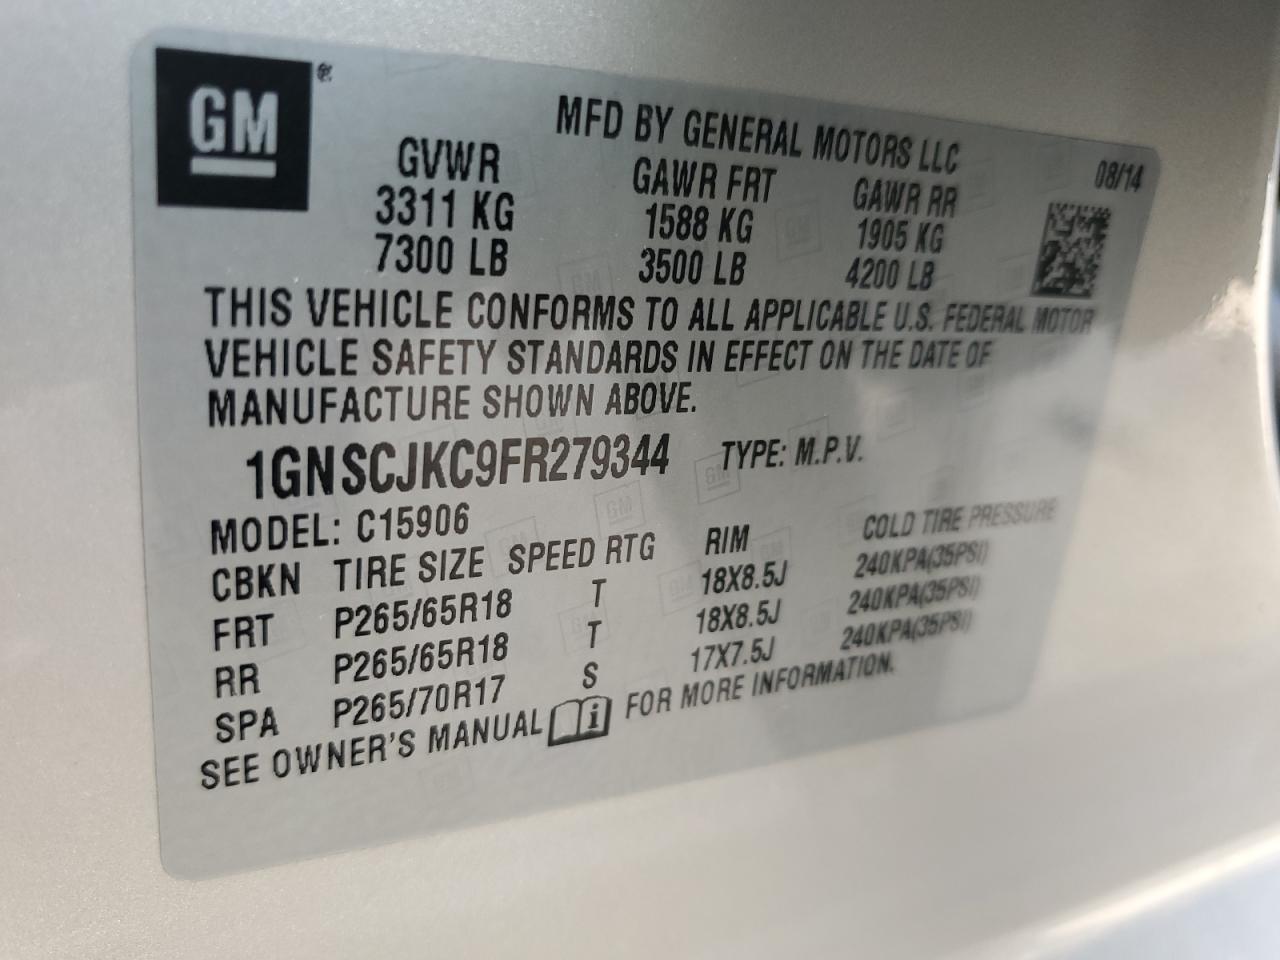 GM
MFD BY GENERAL MOTORS LLC
08/14
GVWR GAWR FRT GAWR RR
3311 KG 1588 KG 1905 KG
7300 LB 3500 LB 4200 LB
THIS VEHICLE CONFORMS TO ALL APPLICABLE U.S. FEDERAL MOTOR
VEHICLE SAFETY STANDARDS IN EFFECT ON THE DATE OF
MANUFACTURE SHOWN ABOVE.
1GNSCJKC9FR279344 TYPE: M.P.V.
MODEL: C15906
CBKN TIRE SIZE SPEED RTG RIM COLD TIRE PRESSURE
FRT P265/65R18 T 18X8.5J 240KPA(35PSI)
RR P265/65R18 T 18X8.5J 240KPA(35PSI)
SPA P265/70R17 S 17X7.5J 240KPA(35PSI)
SEE OWNER'S MANUAL i FOR MORE INFORMATION.